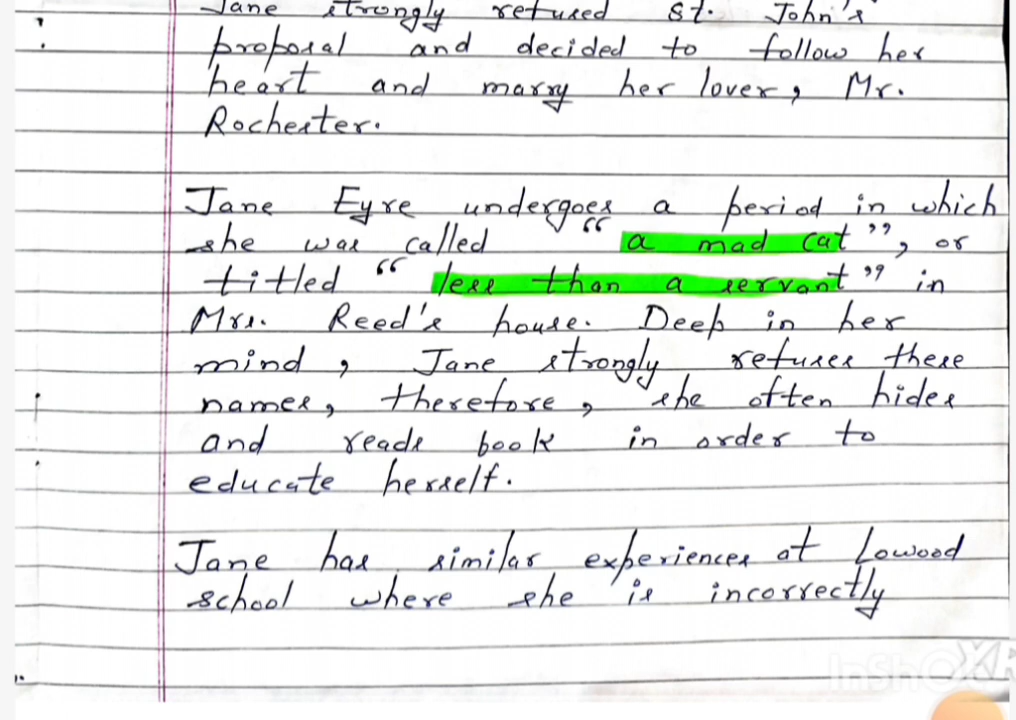 Jane strongly refused St. John's
proposal and decided to follow her
heart and marry her lover, Mr.
Rochester.
Jane Eyre undergoes a period in which
she was called "a mad cat", or
titled "less than a servant" in
Mrs. Reed's house. Deep in her
mind, Jane strongly refuses these
names, therefore, she often hides
and reads book in order to
educate herself.
Jane has similar experiences at Lowood
school where she is incorrectly